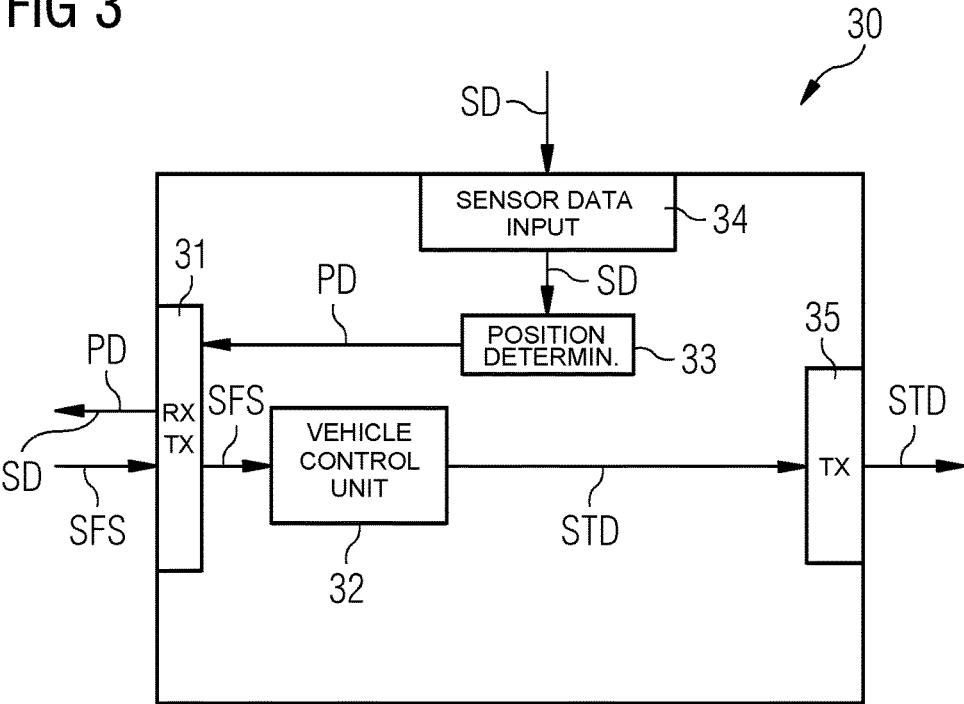 FIG 3
30
SD
SENSOR DATA
INPUT
34
31
PD
SD
35
POSITION
DETERMIN.
33
PD
RX
TX
SFS
VEHICLE
CONTROL
UNIT
STD
TX
SD
SFS
STD
32